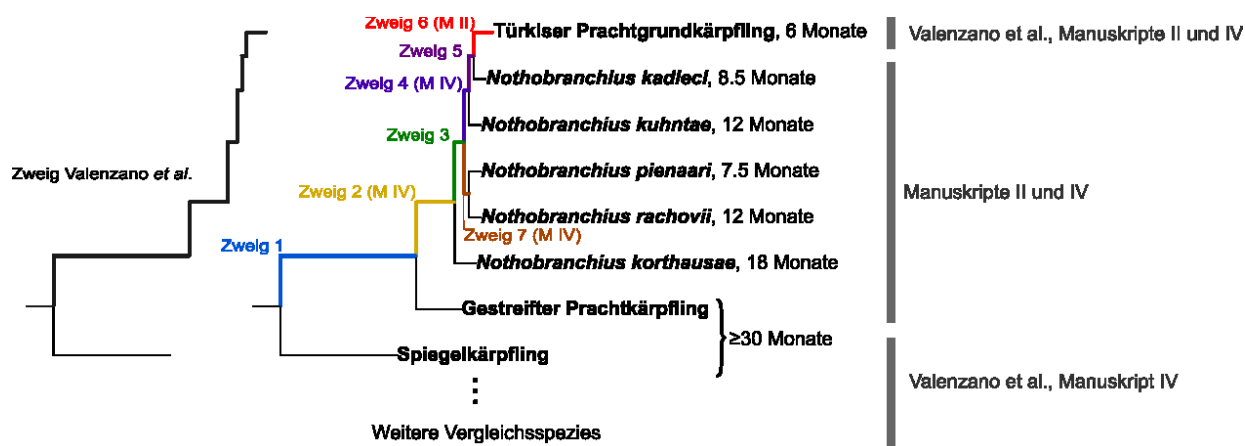 Zweig 6 (M II)
Türkiser Prachtgrundkärpfling, 6 Monate
Valenzano et al., Manuskripte II und IV
Zweig 5
Nothobranchius kadleci, 8.5 Monate
Zweig 4 (M IV)
Nothobranchius kuhntae, 12 Monate
Zweig 3
Zweig Valenzano et al.
Nothobranchius pienaari, 7.5 Monate
Zweig 2 (M IV)
Manuskripte II und IV
Nothobranchius rachovii, 12 Monate
Zweig 7 (M IV)
Zweig 1
Nothobranchius korthausae, 18 Monate
Gestreifter Prachtkärpfling
≥30 Monate
Spiegelkärpfling
Valenzano et al., Manuskript IV
Weitere Vergleichsspezies